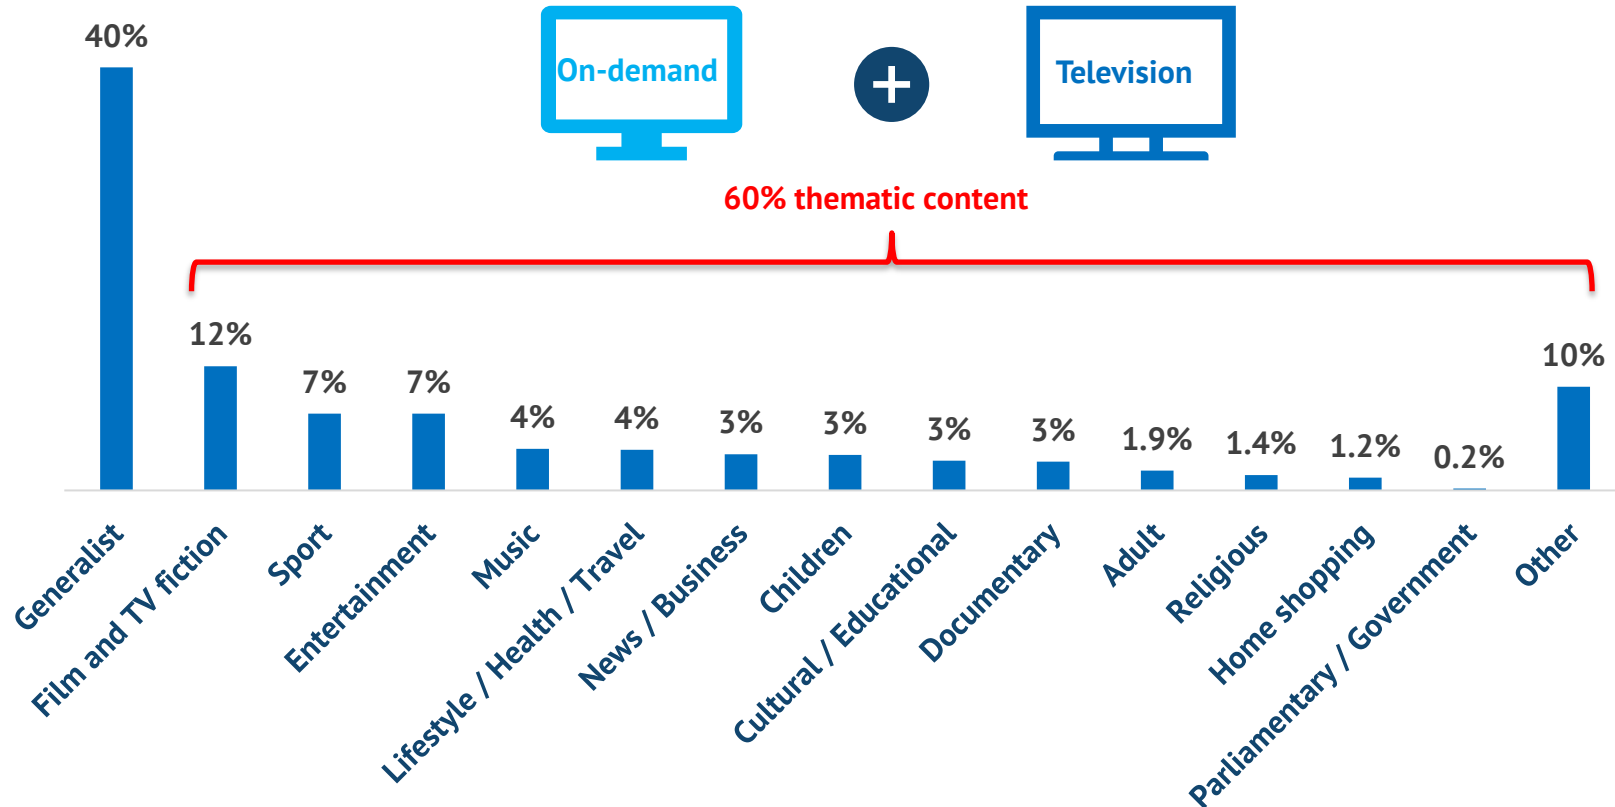 40%
On-demand
+
Television
60% thematic content
12%
7%
7%
4%
4%
3%
3%
3%
3%
1.9%
1.4%
1.2%
0.2%
10%
Generalist
Film and TV fiction
Sport
Entertainment
Music
Lifestyle / Health / Travel
News / Business
Children
Cultural / Educational
Documentary
Adult
Religious
Home shopping
Parliamentary / Government
Other